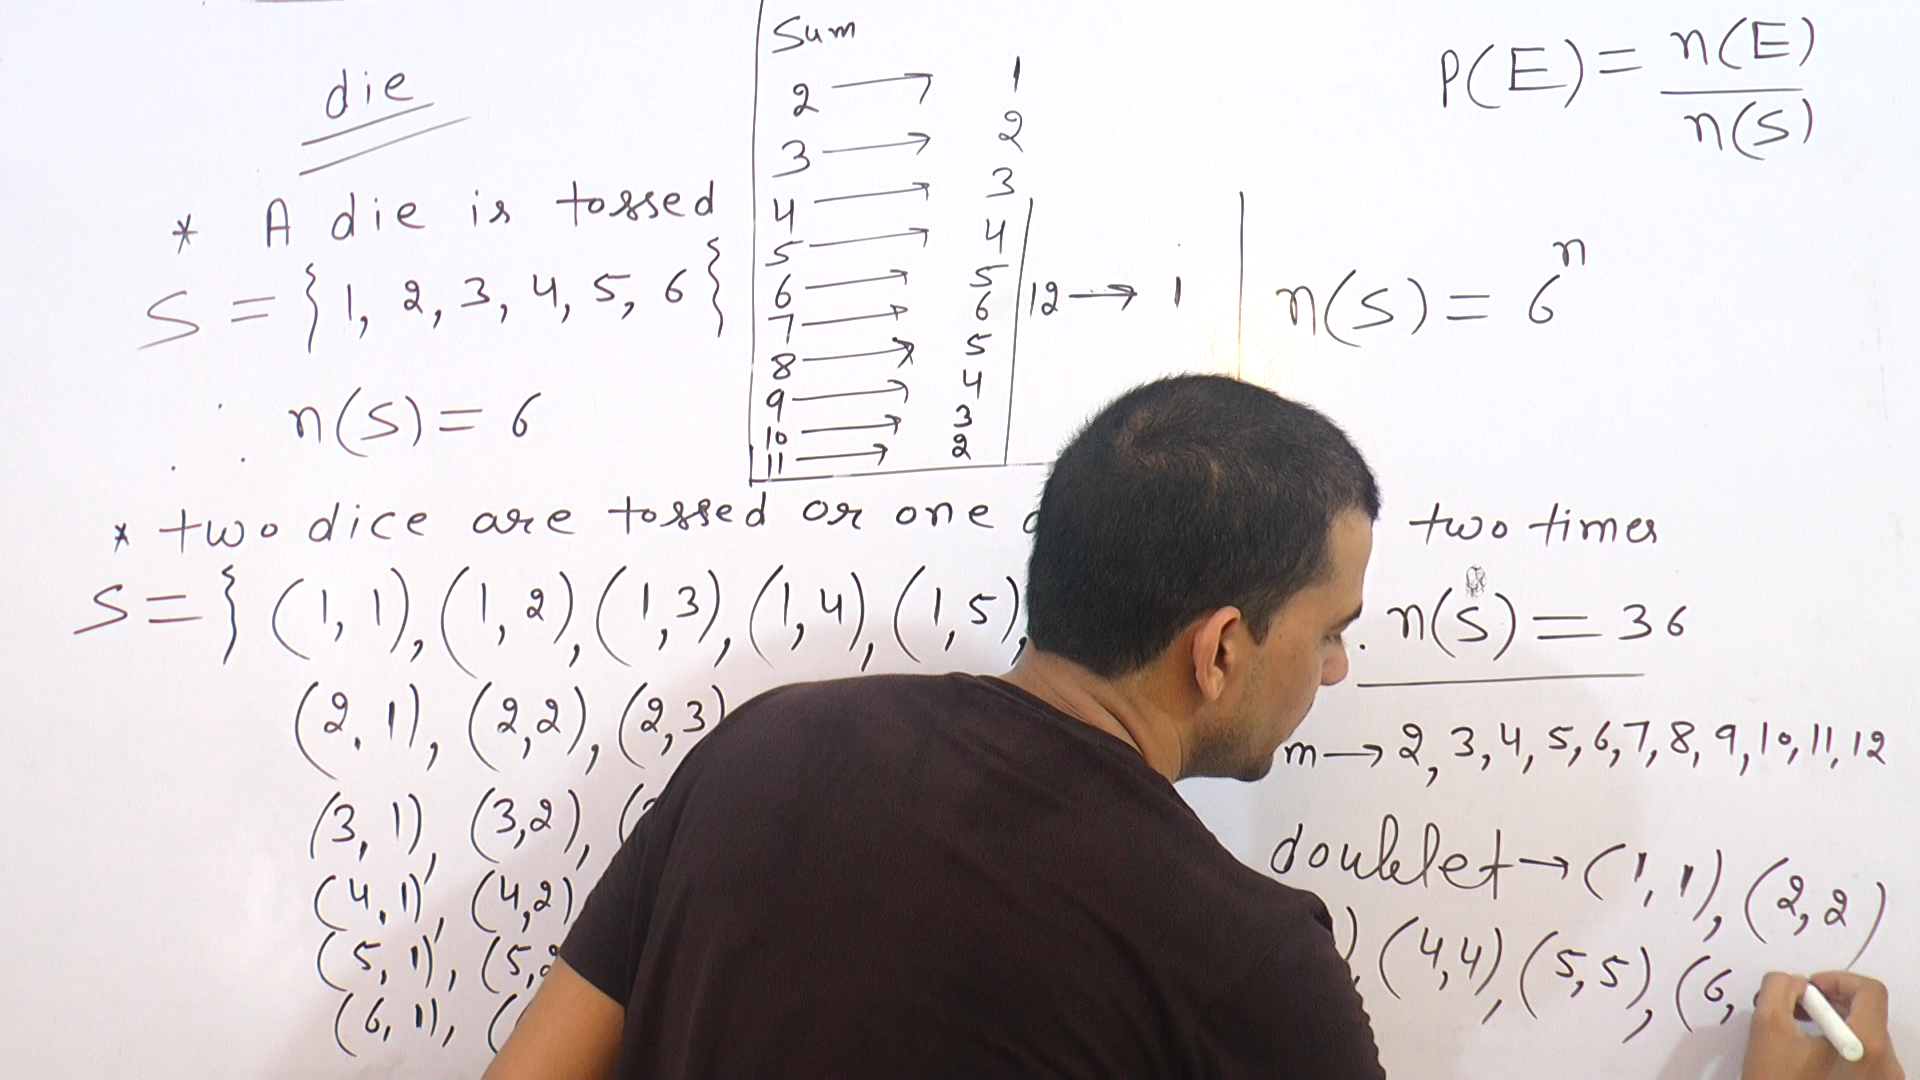 die
* A die is tossed
S = { 1, 2, 3, 4, 5, 6 }
∴ n(S) = 6
Sum
2 → 1
3 → 2
4 → 3
5 → 4
6 → 5
7 → 6
8 → 5
9 → 4
10 → 3
11 → 2
12 → 1
P(E) = n(E) / n(S)
n(S) = 6^n
* two dice are tossed or one two times
S = { (1, 1), (1, 2), (1, 3), (1, 4), (1, 5),
(2, 1), (2, 2), (2, 3)
(3, 1), (3, 2), (
(4, 1), (4, 2)
(5, 1), (5, 2
(6, 1), (
n(S) = 36
m → 2, 3, 4, 5, 6, 7, 8, 9, 10, 11, 12
doublet → (1, 1), (2, 2)
), (4, 4), (5, 5), (6,